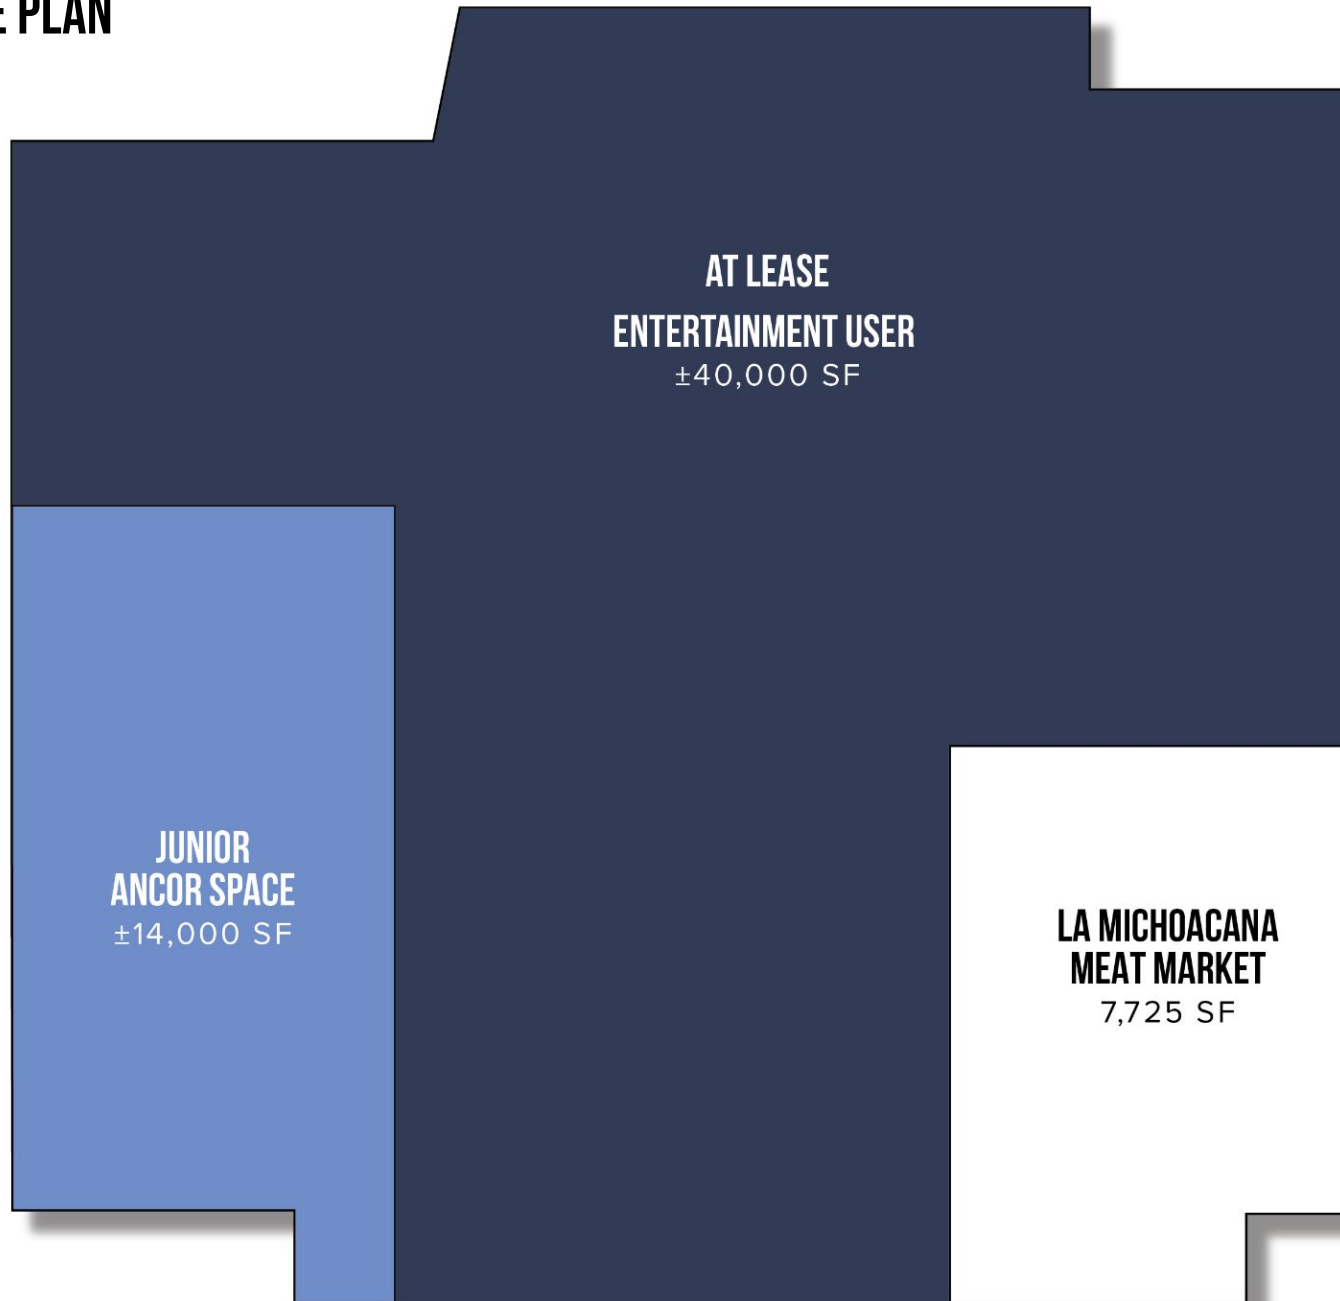 PLAN
AT LEASE
ENTERTAINMENT USER
±40,000 SF
JUNIOR
ANCOR SPACE
±14,000 SF
LA MICHOACANA
MEAT MARKET
7,725 SF